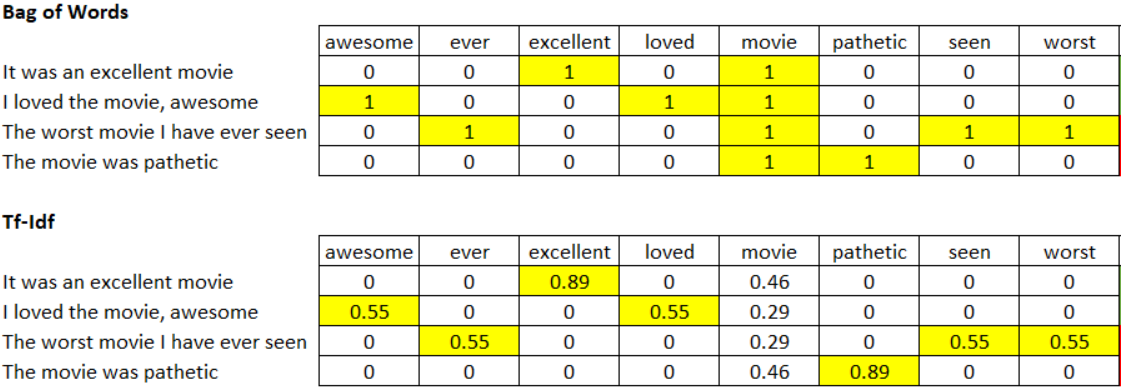 Bag of Words
awesome ever excellent loved movie pathetic seen worst
It was an excellent movie 0 0 1 0 1 0 0 0
I loved the movie, awesome 1 0 0 1 1 0 0 0
The worst movie I have ever seen 0 1 0 0 1 0 1 1
The movie was pathetic 0 0 0 0 1 1 0 0
Tf-Idf
awesome ever excellent loved movie pathetic seen worst
It was an excellent movie 0 0 0.89 0 0.46 0 0 0
I loved the movie, awesome 0.55 0 0 0.55 0.29 0 0 0
The worst movie I have ever seen 0 0.55 0 0 0.29 0 0.55 0.55
The movie was pathetic 0 0 0 0 0.46 0.89 0 0